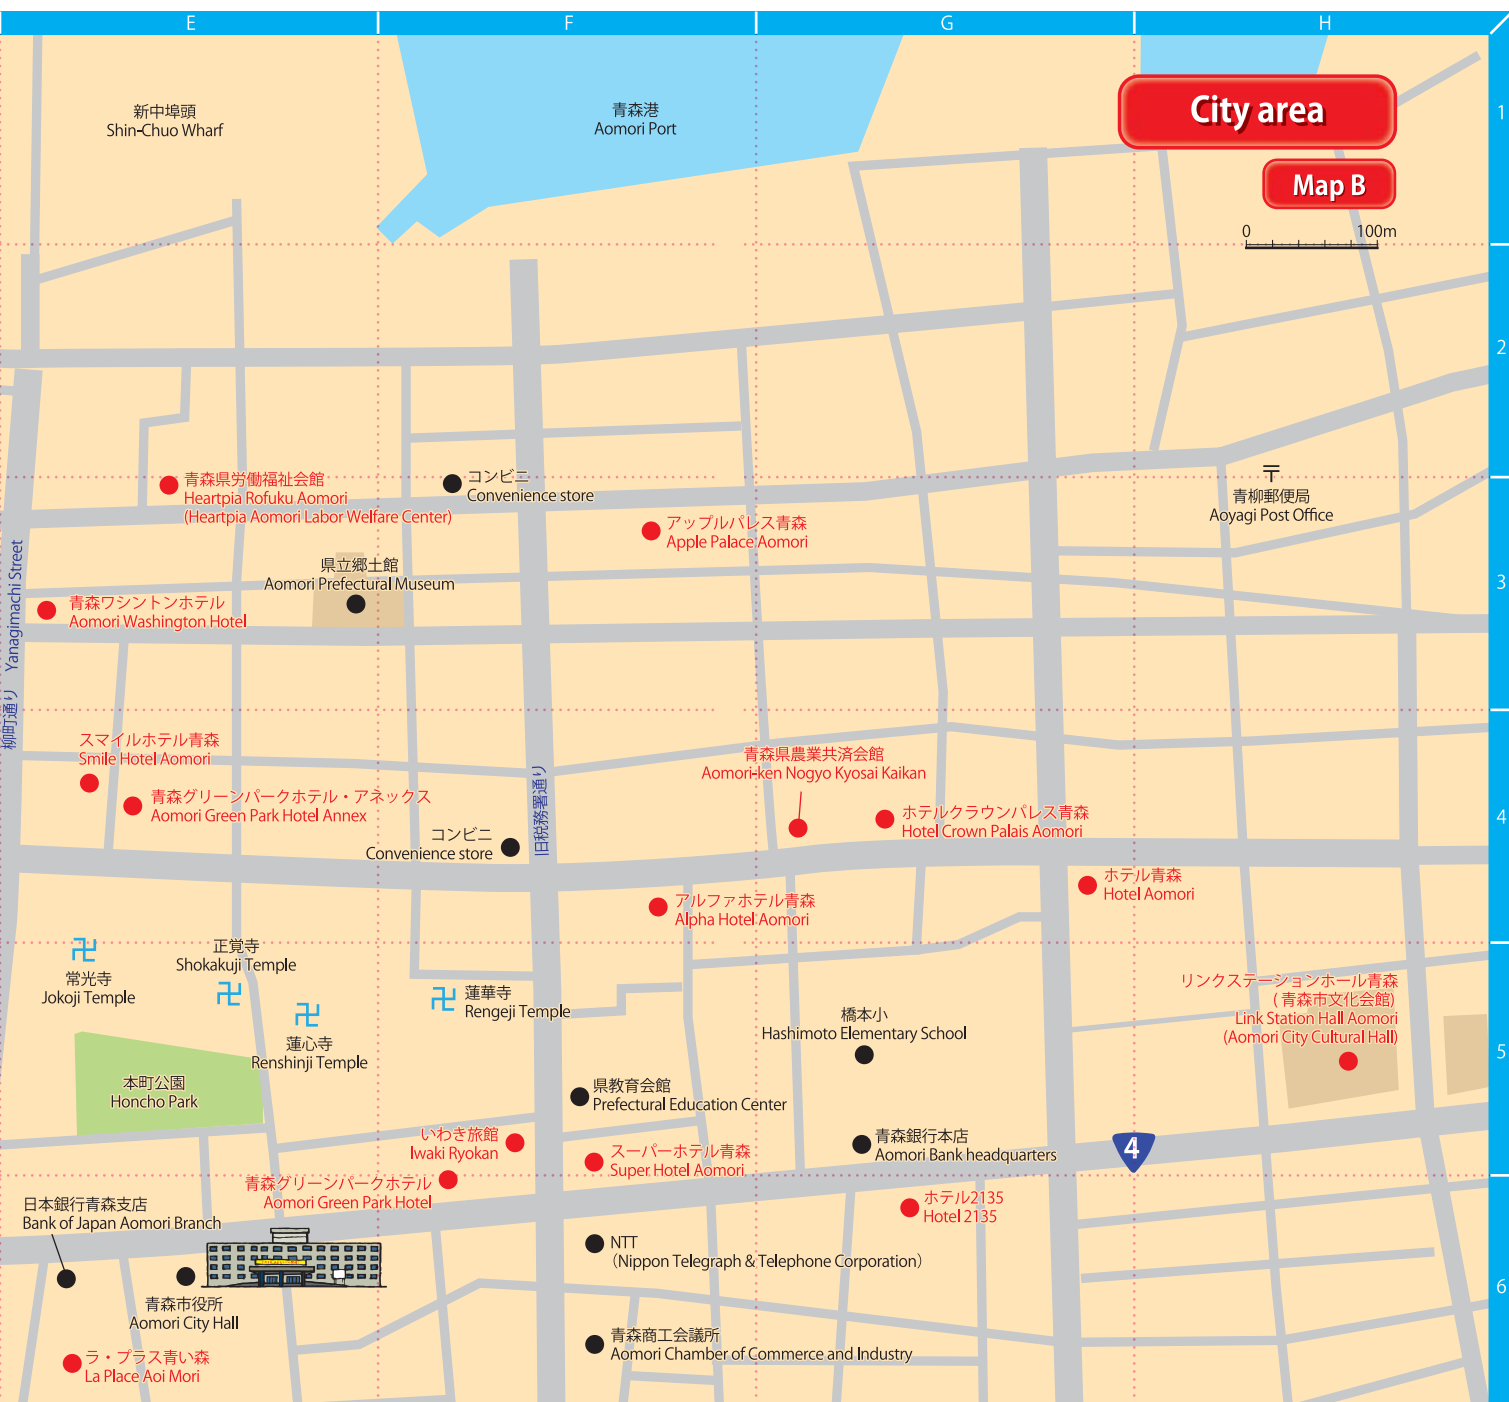 E
F
G
H
1
2
3
4
5
6
City area
Map B
0 100m
新中埠頭
Shin-Chuo Wharf
青森港
Aomori Port
青森県労働福祉会館
Heartpia Rofuku Aomori
(Heartpia Aomori Labor Welfare Center)
コンビニ
Convenience store
アップルパレス青森
Apple Palace Aomori
〒
青柳郵便局
Aoyagi Post Office
県立郷土館
Aomori Prefectural Museum
青森ワシントンホテル
Aomori Washington Hotel
柳町通り Yanagimachi Street
スマイルホテル青森
Smile Hotel Aomori
青森グリーンパークホテル・アネックス
Aomori Green Park Hotel Annex
コンビニ
Convenience store
旧税務署通り
青森県農業共済会館
Aomori-ken Nogyo Kyosai Kaikan
ホテルクラウンパレス青森
Hotel Crown Palais Aomori
ホテル青森
Hotel Aomori
アルファホテル青森
Alpha Hotel Aomori
卍
常光寺
Jokoji Temple
正覚寺
Shokakuji Temple
卍
卍
蓮心寺
Renshinji Temple
卍
蓮華寺
Rengeji Temple
橋本小
Hashimoto Elementary School
リンクステーションホール青森
(青森市文化会館)
Link Station Hall Aomori
(Aomori City Cultural Hall)
本町公園
Honcho Park
県教育会館
Prefectural Education Center
いわき旅館
Iwaki Ryokan
スーパーホテル青森
Super Hotel Aomori
青森銀行本店
Aomori Bank headquarters
4
青森グリーンパークホテル
Aomori Green Park Hotel
ホテル2135
Hotel 2135
日本銀行青森支店
Bank of Japan Aomori Branch
NTT
(Nippon Telegraph & Telephone Corporation)
青森市役所
Aomori City Hall
青森商工会議所
Aomori Chamber of Commerce and Industry
ラ・プラス青い森
La Place Aoi Mori